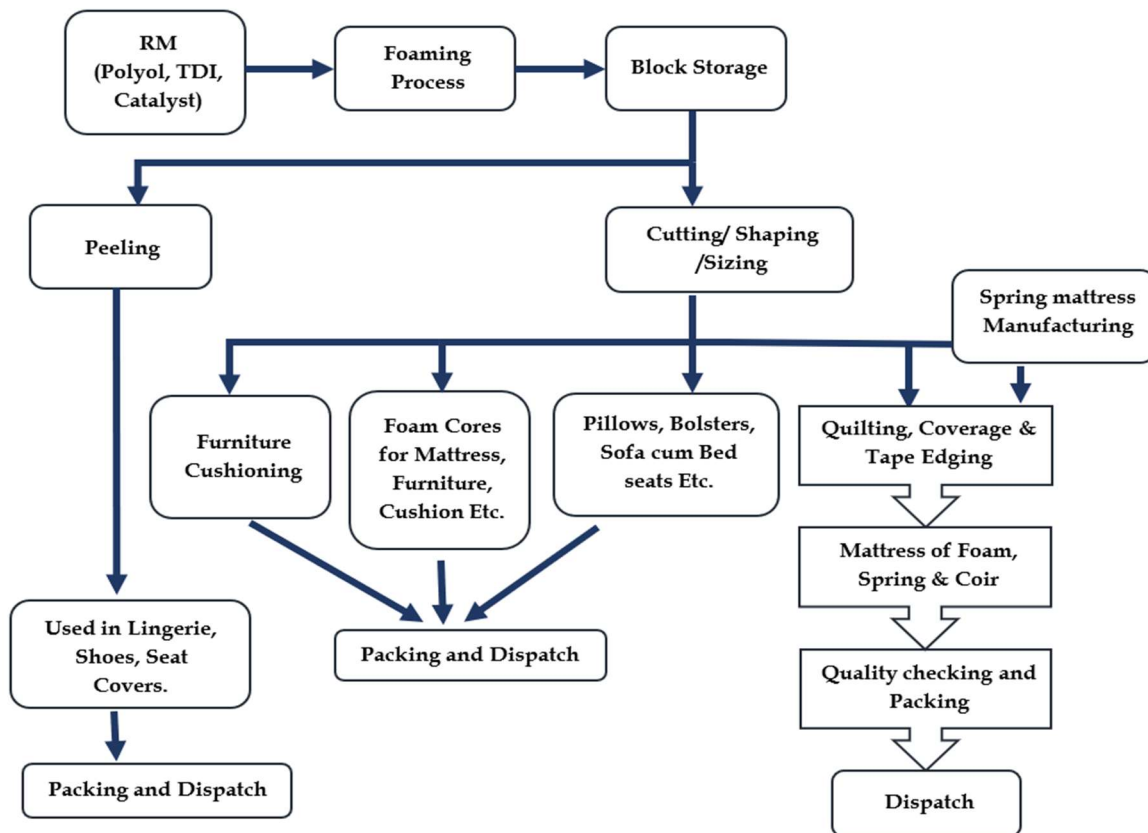 RM
(Polyol, TDI,
Catalyst)
Foaming
Process
Block Storage
Peeling
Cutting/ Shaping
/Sizing
Spring mattress
Manufacturing
Furniture
Cushioning
Foam Cores
for Mattress,
Furniture,
Cushion Etc.
Pillows, Bolsters,
Sofa cum Bed
seats Etc.
Quilting, Coverage &
Tape Edging
Mattress of Foam,
Spring & Coir
Used in Lingerie,
Shoes, Seat
Covers.
Packing and Dispatch
Quality checking and
Packing
Packing and Dispatch
Dispatch